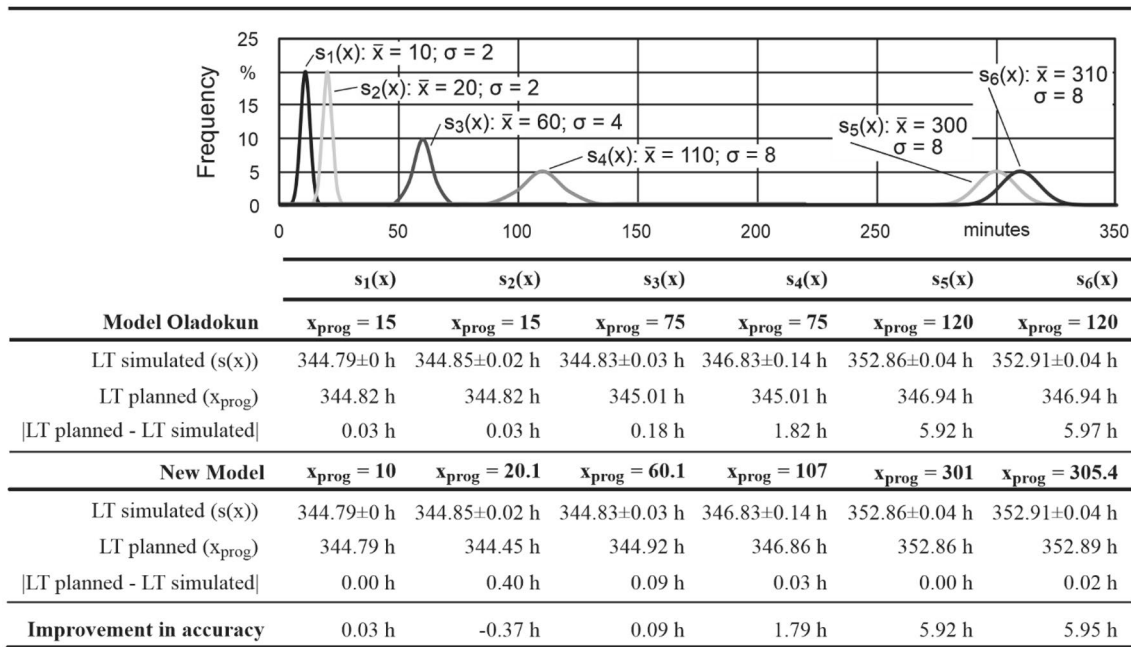 25
%
20
15
10
5
0
Frequency
s1(x): x̄ = 10; σ = 2
s2(x): x̄ = 20; σ = 2
s3(x): x̄ = 60; σ = 4
s4(x): x̄ = 110; σ = 8
s5(x): x̄ = 300
σ = 8
s6(x): x̄ = 310
σ = 8
0 50 100 150 200 250 minutes 350
s1(x) s2(x) s3(x) s4(x) s5(x) s6(x)
Model Oladokun xprog = 15 xprog = 15 xprog = 75 xprog = 75 xprog = 120 xprog = 120
LT simulated (s(x)) 344.79±0 h 344.85±0.02 h 344.83±0.03 h 346.83±0.14 h 352.86±0.04 h 352.91±0.04 h
LT planned (xprog) 344.82 h 344.82 h 345.01 h 345.01 h 346.94 h 346.94 h
|LT planned - LT simulated| 0.03 h 0.03 h 0.18 h 1.82 h 5.92 h 5.97 h
New Model xprog = 10 xprog = 20.1 xprog = 60.1 xprog = 107 xprog = 301 xprog = 305.4
LT simulated (s(x)) 344.79±0 h 344.85±0.02 h 344.83±0.03 h 346.83±0.14 h 352.86±0.04 h 352.91±0.04 h
LT planned (xprog) 344.79 h 344.45 h 344.92 h 346.86 h 352.86 h 352.89 h
|LT planned - LT simulated| 0.00 h 0.40 h 0.09 h 0.03 h 0.00 h 0.02 h
Improvement in accuracy 0.03 h -0.37 h 0.09 h 1.79 h 5.92 h 5.95 h